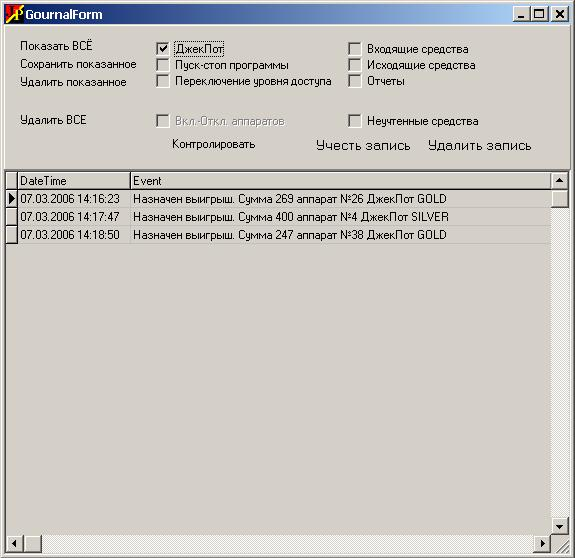 GournalForm
Показать ВСЁ ДжекПот Входящие средства
Сохранить показанное Пуск-стоп программы Исходящие средства
Удалить показанное Переключение уровня доступа Отчеты
Удалить ВСЕ Вкл.-Откл. аппаратов Неучтенные средства
Контролировать Учесть запись Удалить запись
DateTime Event
07.03.2006 14:16:23 Назначен выигрыш. Сумма 269 аппарат №26 ДжекПот GOLD
07.03.2006 14:17:47 Назначен выигрыш. Сумма 400 аппарат №4 ДжекПот SILVER
07.03.2006 14:18:50 Назначен выигрыш. Сумма 247 аппарат №38 ДжекПот GOLD